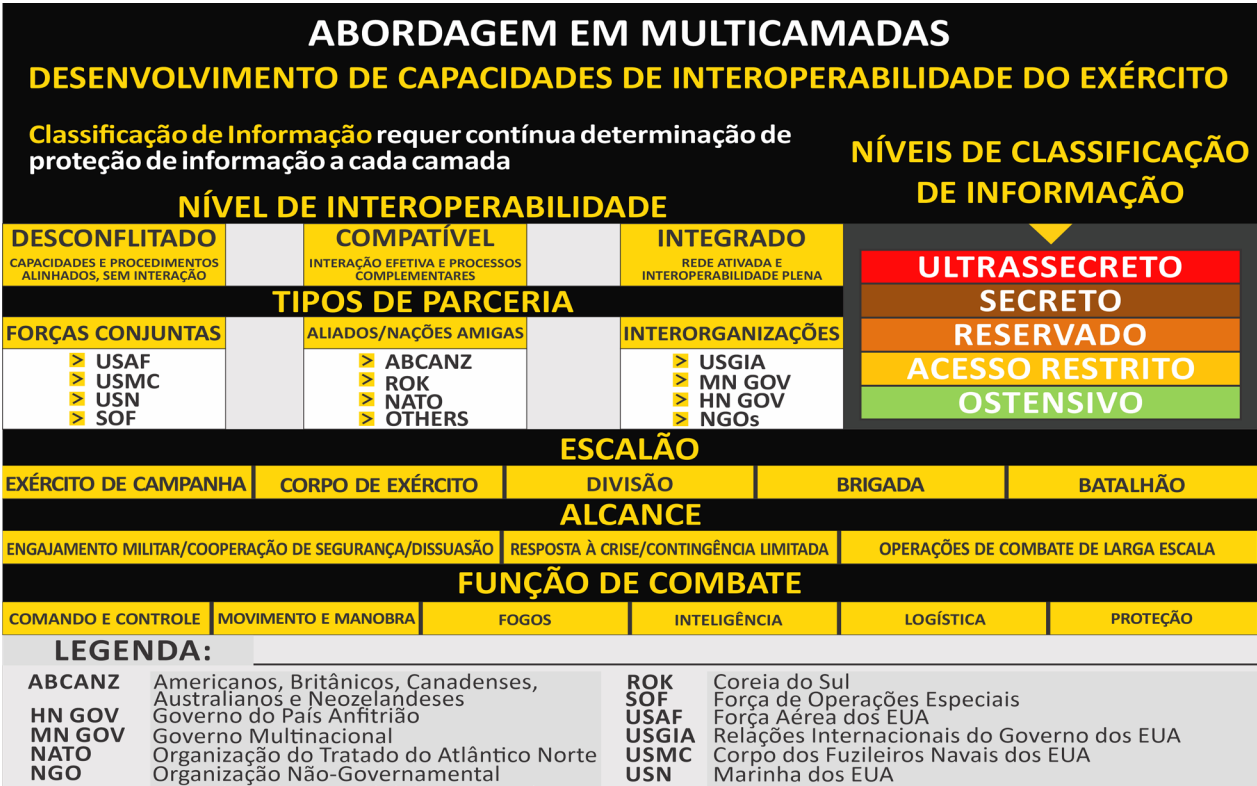 ABORDAGEM EM MULTICAMADAS
DESENVOLVIMENTO DE CAPACIDADES DE INTEROPERABILIDADE DO EXÉRCITO
Classificação de Informação requer contínua determinação de
proteção de informação a cada camada
NÍVEIS DE CLASSIFICAÇÃO
DE INFORMAÇÃO
NÍVEL DE INTEROPERABILIDADE
DESCONFLITADO
CAPACIDADES E PROCEDIMENTOS
ALINHADOS, SEM INTERAÇÃO
COMPATÍVEL
INTERAÇÃO EFETIVA E PROCESSOS
COMPLEMENTARES
INTEGRADO
REDE ATIVADA E
INTEROPERABILIDADE PLENA
ULTRASSECRETO
SECRETO
RESERVADO
ACESSO RESTRITO
OSTENSIVO
TIPOS DE PARCERIA
FORÇAS CONJUNTAS
> USAF
> USMC
> USN
> SOF
ALIADOS/NAÇÕES AMIGAS
> ABCANZ
> ROK
> NATO
> OTHERS
INTERORGANIZAÇÕES
> USGIA
> MN GOV
> HN GOV
> NGOs
ESCALÃO
EXÉRCITO DE CAMPANHA
CORPO DE EXÉRCITO
DIVISÃO
BRIGADA
BATALHÃO
ALCANCE
ENGAJAMENTO MILITAR/COOPERAÇÃO DE SEGURANÇA/DISSUASÃO
RESPOSTA À CRISE/CONTINGÊNCIA LIMITADA
OPERAÇÕES DE COMBATE DE LARGA ESCALA
FUNÇÃO DE COMBATE
COMANDO E CONTROLE
MOVIMENTO E MANOBRA
FOGOS
INTELIGÊNCIA
LOGÍSTICA
PROTEÇÃO
LEGENDA:
ABCANZ Americanos, Britânicos, Canadenses,
Australianos e Neozelandeses
HN GOV Governo do País Anfitrião
MN GOV Governo Multinacional
NATO Organização do Tratado do Atlântico Norte
NGO Organização Não-Governamental
ROK Coreia do Sul
SOF Força de Operações Especiais
USAF Força Aérea dos EUA
USGIA Relações Internacionais do Governo dos EUA
USMC Corpo dos Fuzileiros Navais dos EUA
USN Marinha dos EUA